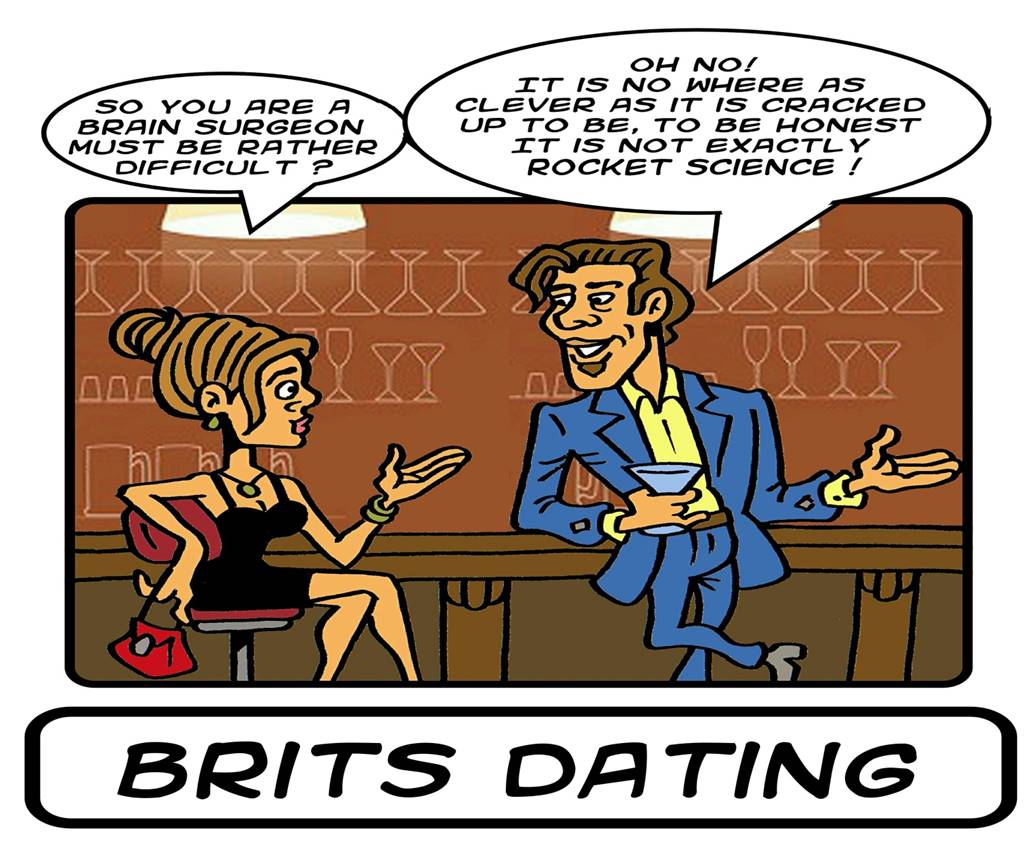 SO YOU ARE A
BRAIN SURGEON
MUST BE RATHER
DIFFICULT ?
OH NO!
IT IS NO WHERE AS
CLEVER AS IT IS CRACKED
UP TO BE, TO BE HONEST
IT IS NOT EXACTLY
ROCKET SCIENCE !
BRITS DATING